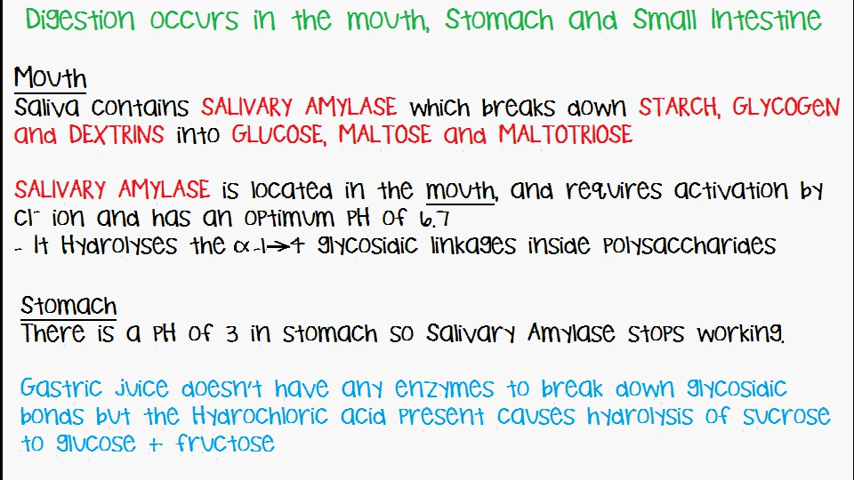 Digestion occurs in the mouth, Stomach and Small Intestine
Mouth
Saliva contains SALIVARY AMYLASE which breaks down STARCH, GLYCOGEN
and DEXTRINS into GLUCOSE, MALTOSE and MALTOTRIOSE
SALIVARY AMYLASE is located in the mouth, and requires activation by
Cl⁻ ion and has an optimum PH of 6.7
- It Hydrolyses the α-1→4 glycosidic linkages inside Polysaccharides
Stomach
There is a PH of 3 in stomach so Salivary Amylase stops working.
Gastric juice doesn't have any enzymes to break down glycosidic
bonds but the Hydrochloric acid present causes hydrolysis of sucrose
to glucose + fructose